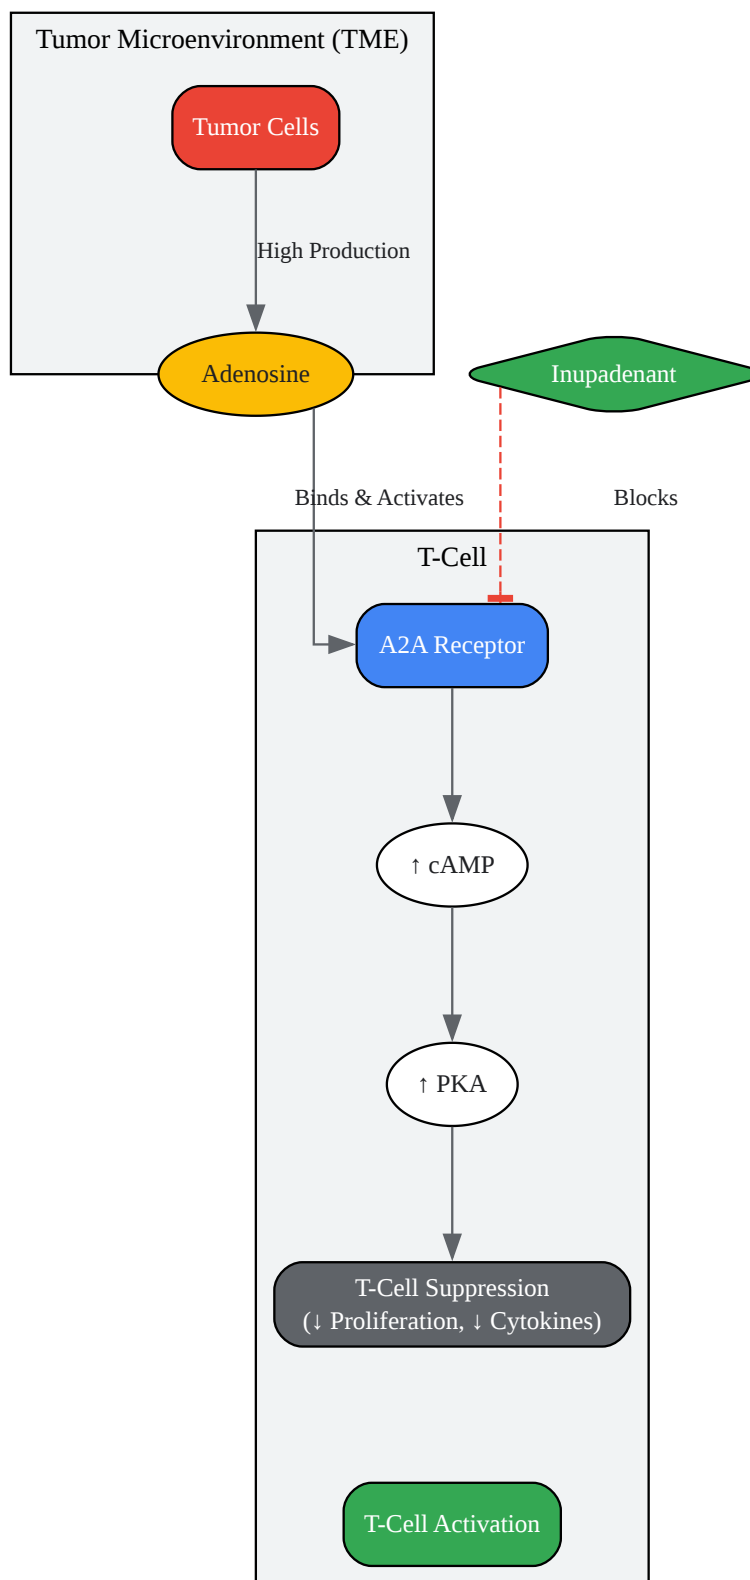 Tumor Microenvironment (TME)
Tumor Cells
High Production
Adenosine
Inupadenant
Binds & Activates
Blocks
T-Cell
A2A Receptor
↑ cAMP
↑ PKA
T-Cell Suppression
(↓ Proliferation, ↓ Cytokines)
T-Cell Activation